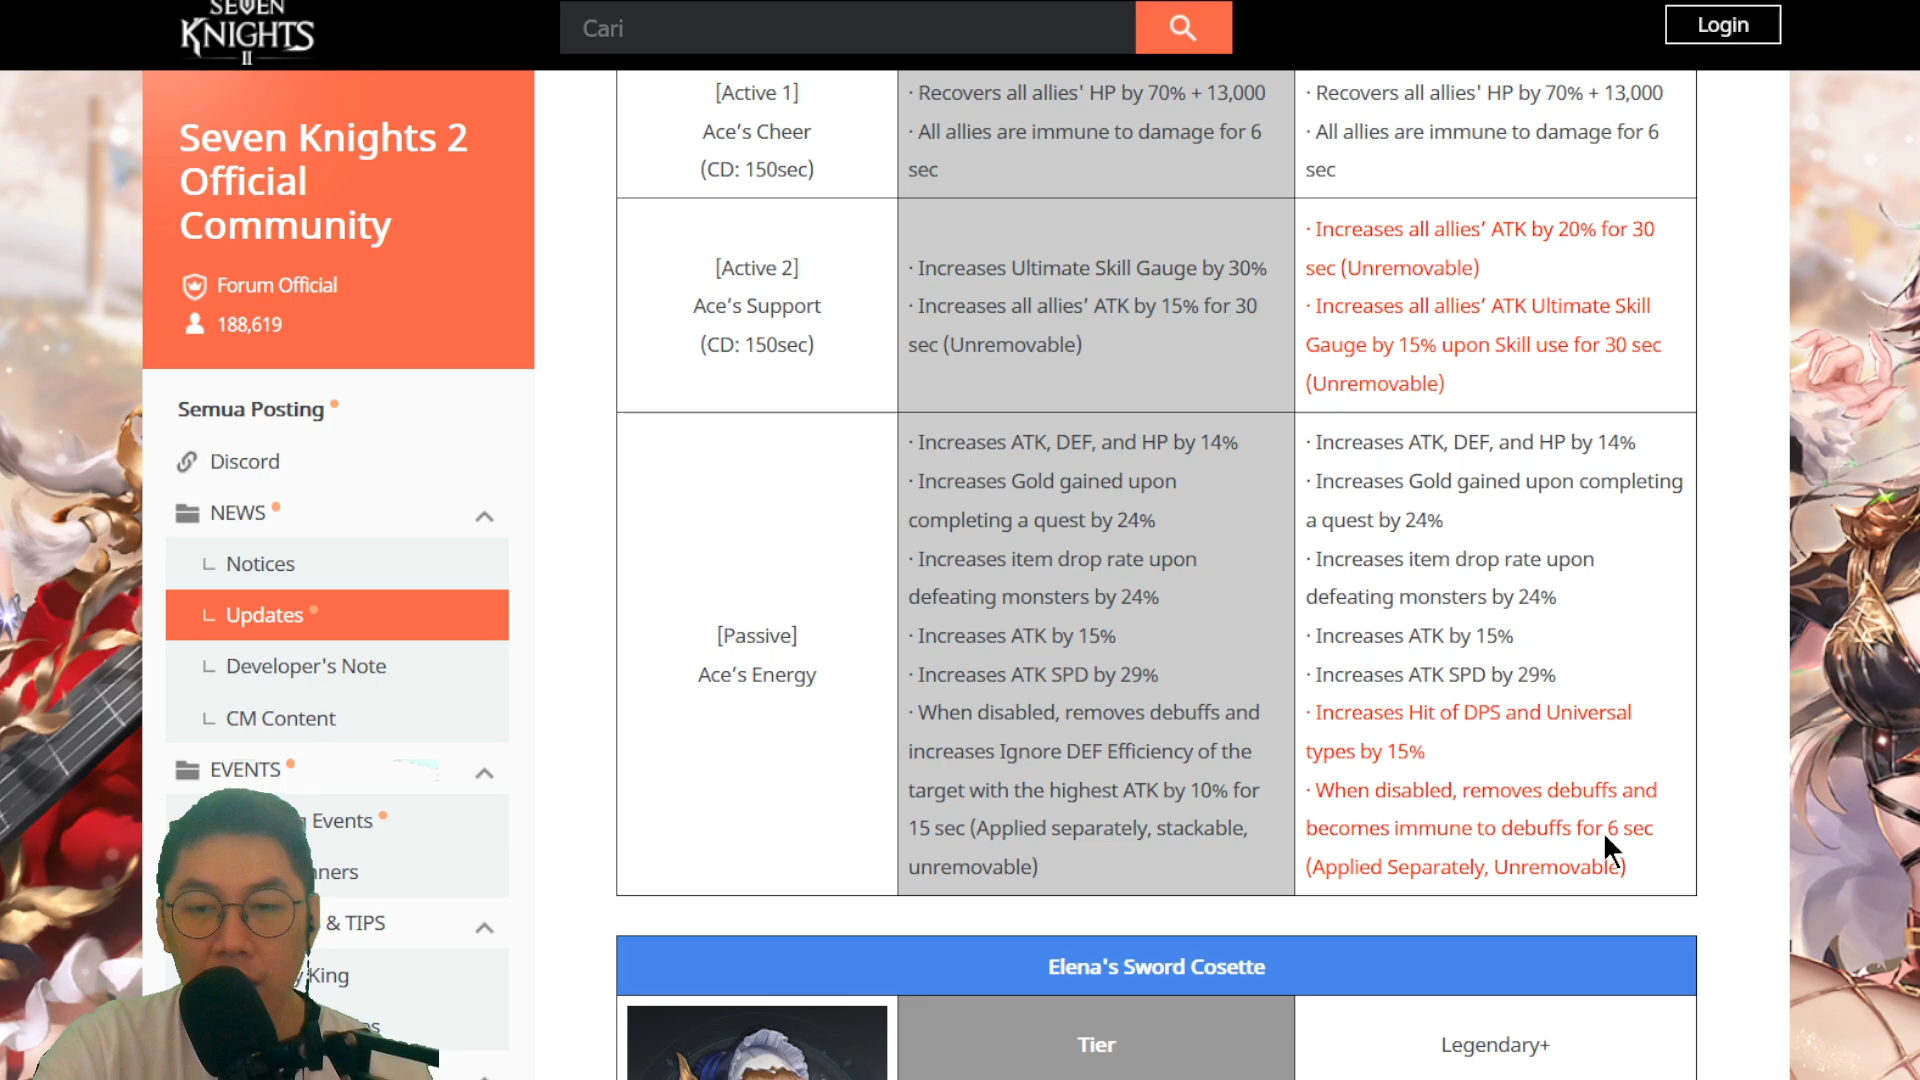 SEVEN
KNIGHTS
II
Cari
Login
Seven Knights 2
Official
Community
Forum Official
188,619
Semua Posting
Discord
NEWS
Notices
Updates
Developer's Note
CM Content
EVENTS
Events
& TIPS
King
[Active 1]
Ace's Cheer
(CD: 150sec)
· Recovers all allies' HP by 70% + 13,000
· All allies are immune to damage for 6
sec
· Recovers all allies' HP by 70% + 13,000
· All allies are immune to damage for 6
sec
[Active 2]
Ace's Support
(CD: 150sec)
· Increases Ultimate Skill Gauge by 30%
· Increases all allies' ATK by 15% for 30
sec (Unremovable)
· Increases all allies' ATK by 20% for 30
sec (Unremovable)
· Increases all allies' ATK Ultimate Skill
Gauge by 15% upon Skill use for 30 sec
(Unremovable)
[Passive]
Ace's Energy
· Increases ATK, DEF, and HP by 14%
· Increases Gold gained upon
completing a quest by 24%
· Increases item drop rate upon
defeating monsters by 24%
· Increases ATK by 15%
· Increases ATK SPD by 29%
· When disabled, removes debuffs and
increases Ignore DEF Efficiency of the
target with the highest ATK by 10% for
15 sec (Applied separately, stackable,
unremovable)
· Increases ATK, DEF, and HP by 14%
· Increases Gold gained upon completing
a quest by 24%
· Increases item drop rate upon
defeating monsters by 24%
· Increases ATK by 15%
· Increases ATK SPD by 29%
· Increases Hit of DPS and Universal
types by 15%
· When disabled, removes debuffs and
becomes immune to debuffs for 6 sec
(Applied Separately, Unremovable)
Elena's Sword Cosette
Tier
Legendary+